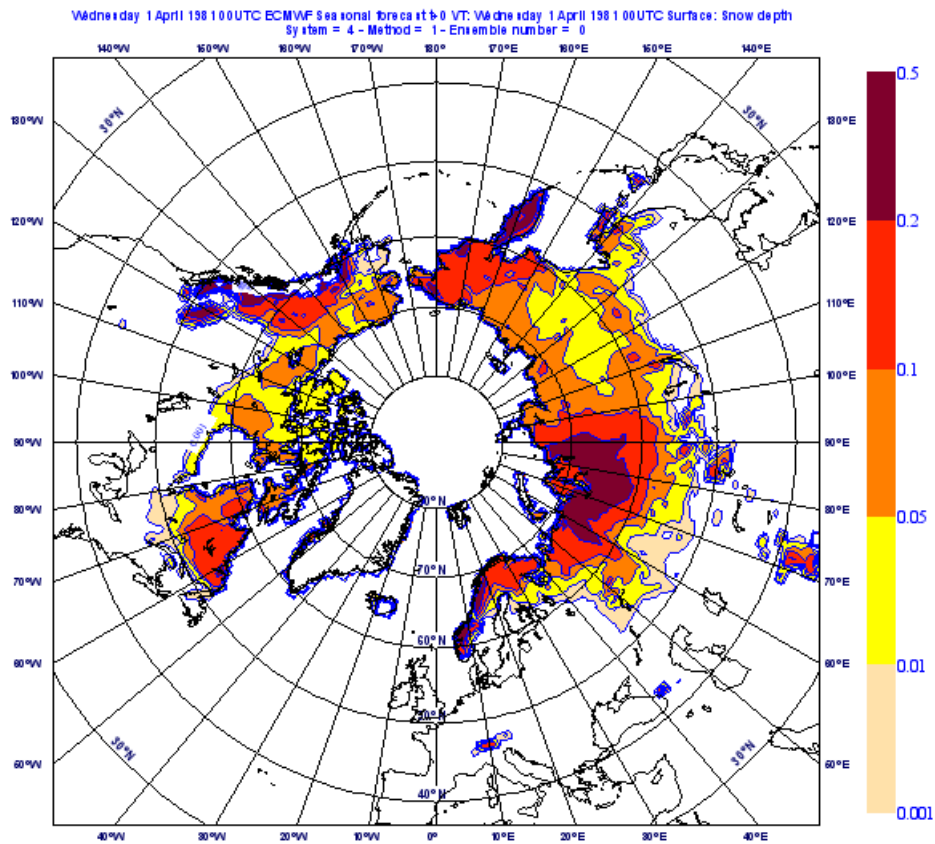 Wednesday 1 April 1981 00UTC ECMWF Seasonal forecast t+0 VT: Wednesday 1 April 1981 00UTC Surface: Snow depth
System = 4 - Method = 1 - Ensemble number = 0
160°W 150°W 140°W 170°W 180° 170°E 160°E 150°E 140°E
30°N 30°N
130°W 130°E
120°W 120°E
110°W 110°E
100°W 100°E
90°W 90°E
80°W 80°E
70°N
70°W 70°E
60°N
60°W 60°E
50°N
30°N 30°N
50°W 50°E
40°N
40°W 30°W 20°W 10°W 0° 10°E 20°E 30°E 40°E
0.5
0.2
0.1
0.05
0.01
0.001